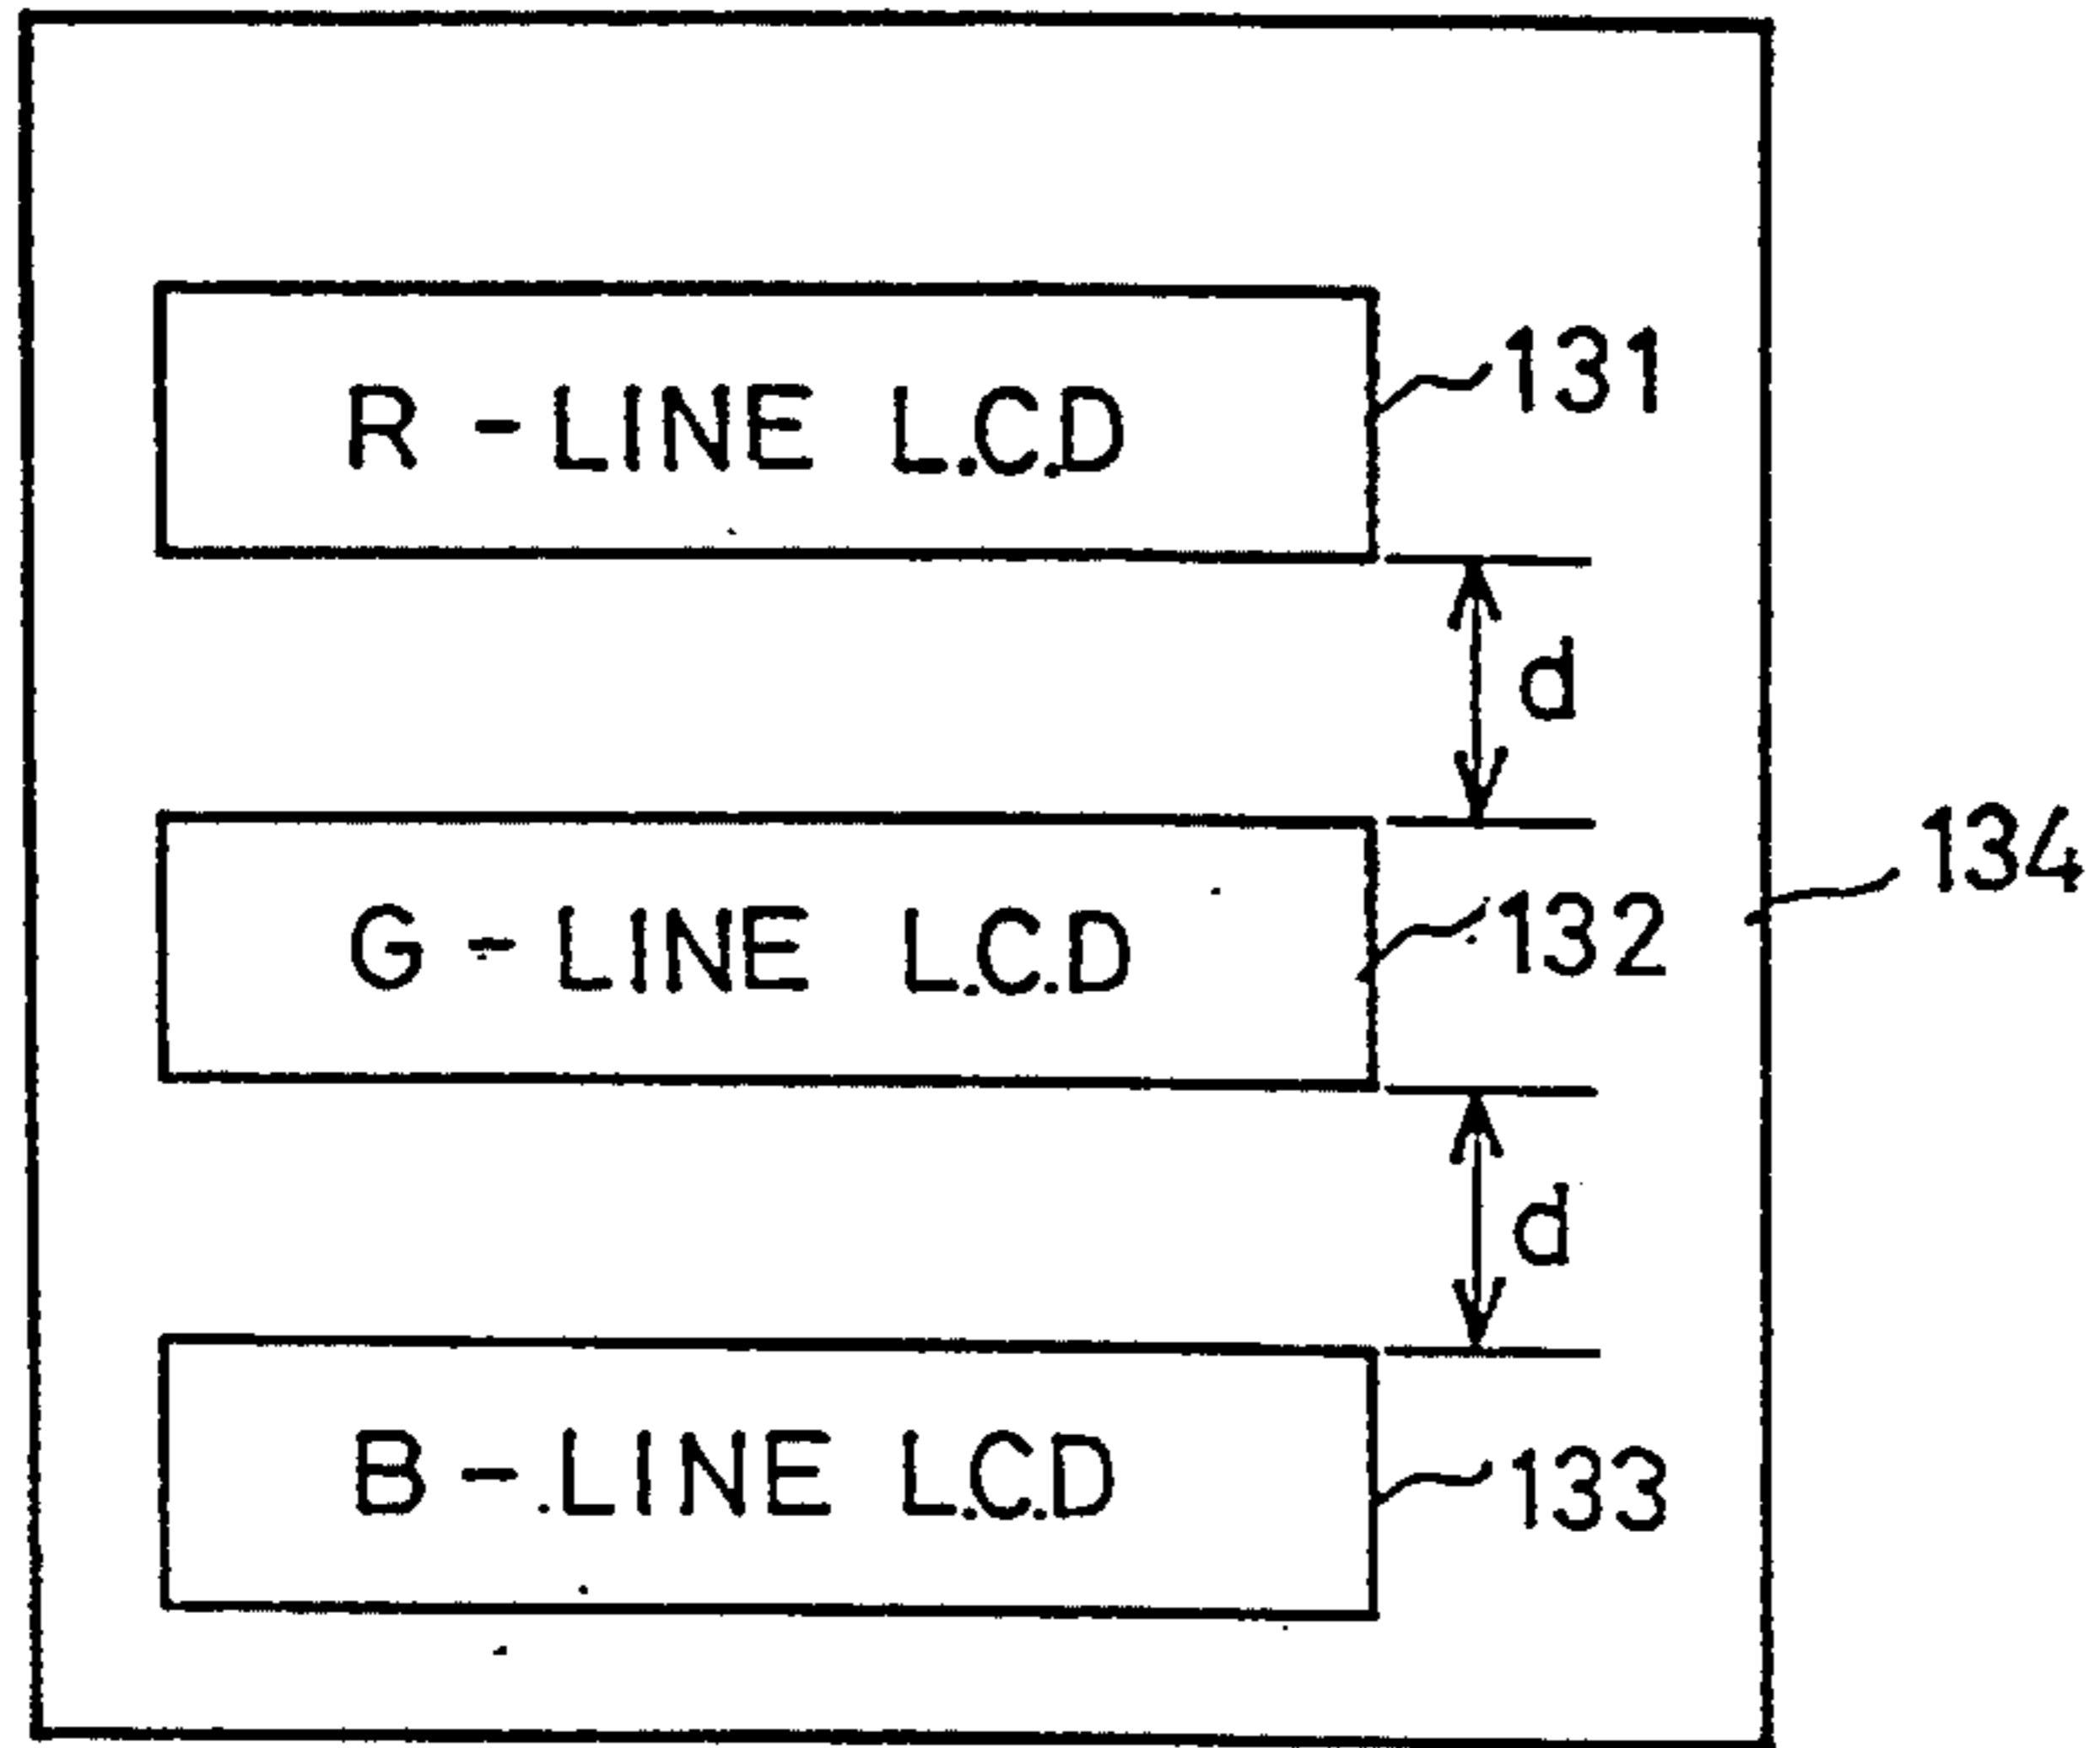 R - LINE L.C.D
131
d
G - LINE L.C.D
132
134
d
B - LINE L.C.D
133